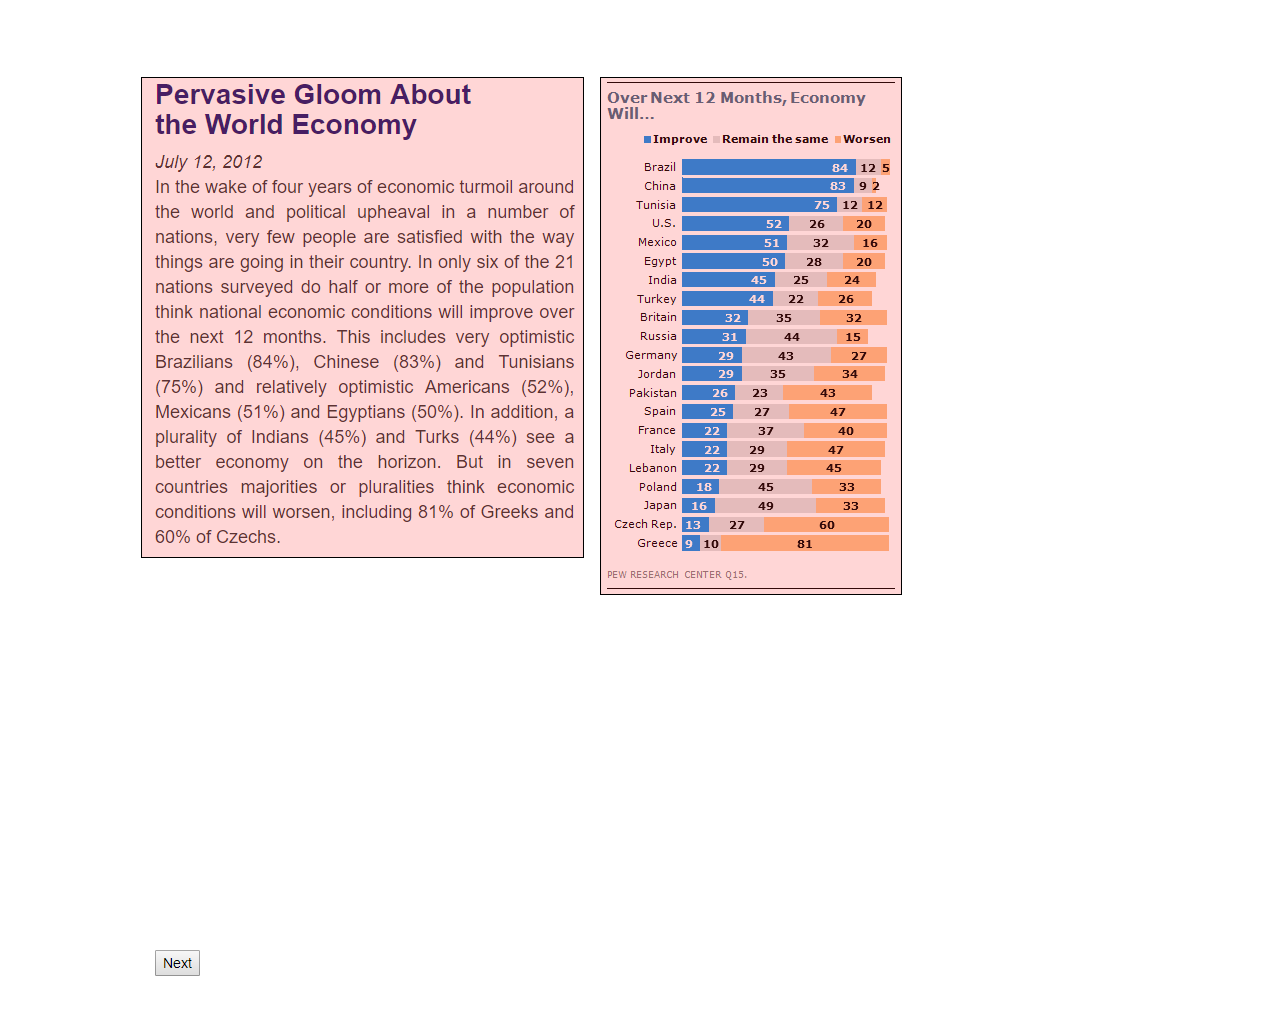 Pervasive Gloom About
the World Economy
July 12, 2012
In the wake of four years of economic turmoil around
the world and political upheaval in a number of
nations, very few people are satisfied with the way
things are going in their country. In only six of the 21
nations surveyed do half or more of the population
think national economic conditions will improve over
the next 12 months. This includes very optimistic
Brazilians (84%), Chinese (83%) and Tunisians
(75%) and relatively optimistic Americans (52%),
Mexicans (51%) and Egyptians (50%). In addition, a
plurality of Indians (45%) and Turks (44%) see a
better economy on the horizon. But in seven
countries majorities or pluralities think economic
conditions will worsen, including 81% of Greeks and
60% of Czechs.
Over Next 12 Months, Economy
Will...
Improve Remain the same Worsen
Brazil 84 12 5
China 83 9 2
Tunisia 75 12 12
U.S. 52 26 20
Mexico 51 32 16
Egypt 50 28 20
India 45 25 24
Turkey 44 22 26
Britain 32 35 32
Russia 31 44 15
Germany 29 43 27
Jordan 29 35 34
Pakistan 26 23 43
Spain 25 27 47
France 22 37 40
Italy 22 29 47
Lebanon 22 29 45
Poland 18 45 33
Japan 16 49 33
Czech Rep. 13 27 60
Greece 9 10 81
PEW RESEARCH CENTER Q15.
Next